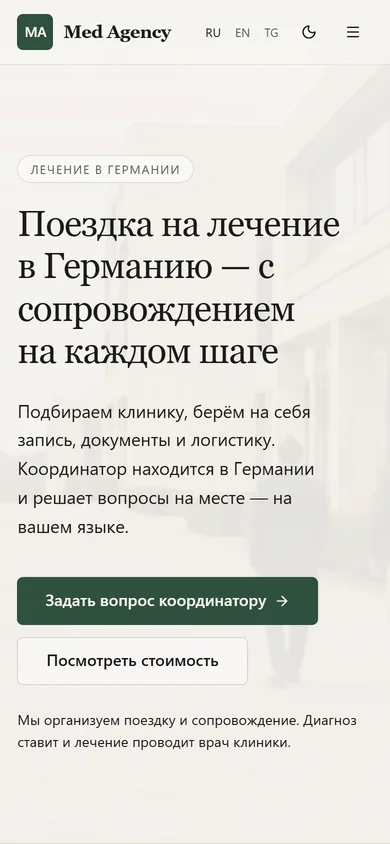 MA Med Agency RU EN TG
ЛЕЧЕНИЕ В ГЕРМАНИИ
Поездка на лечение
в Германию — с
сопровождением
на каждом шаге
Подбираем клинику, берём на себя
запись, документы и логистику.
Координатор находится в Германии
и решает вопросы на месте — на
вашем языке.
Задать вопрос координатору →
Посмотреть стоимость
Мы организуем поездку и сопровождение. Диагноз
ставит и лечение проводит врач клиники.